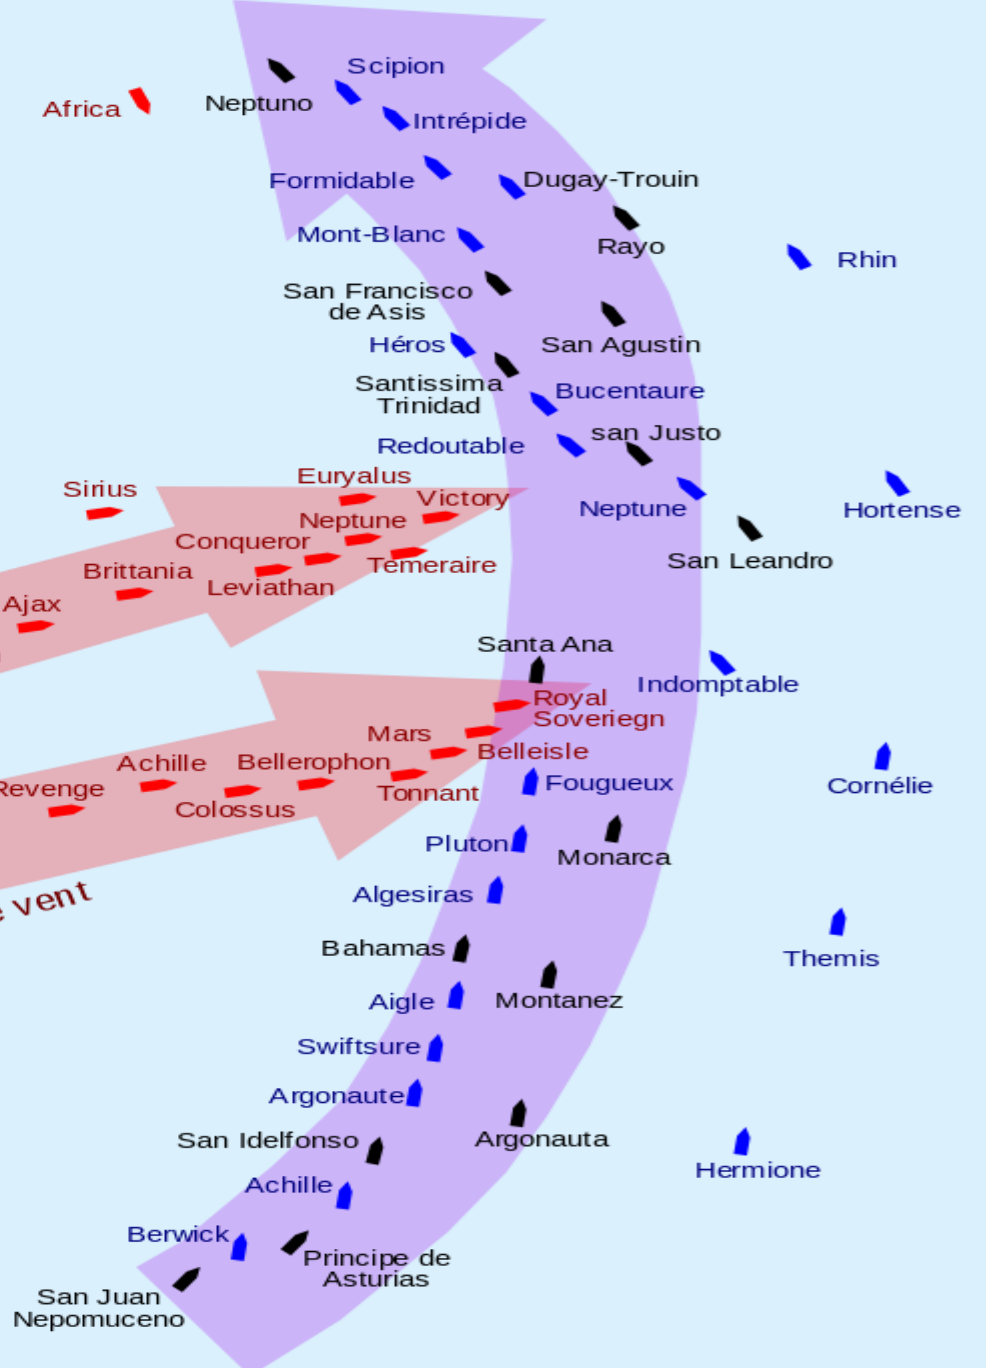 Scipion
Neptuno
Africa
Intrépide
Formidable
Dugay-Trouin
Mont-Blanc
Rayo
Rhin
San Francisco
de Asis
Héros
San Agustin
Santissima
Trinidad
Bucentaure
Redoutable
san Justo
Euryalus
Sirius
Victory
Neptune
Hortense
Neptune
Conqueror
San Leandro
Temeraire
Brittania
Leviathan
Ajax
Santa Ana
Indomptable
Royal
Soveriegn
Mars
Belleisle
Achille
Bellerophon
Fougueux
Cornélie
Revenge
Tonnant
Colossus
Pluton
Monarca
vent
Algesiras
Bahamas
Themis
Aigle
Montanez
Swiftsure
Argonaute
San Idelfonso
Argonauta
Hermione
Achille
Berwick
Principe de
Asturias
San Juan
Nepomuceno